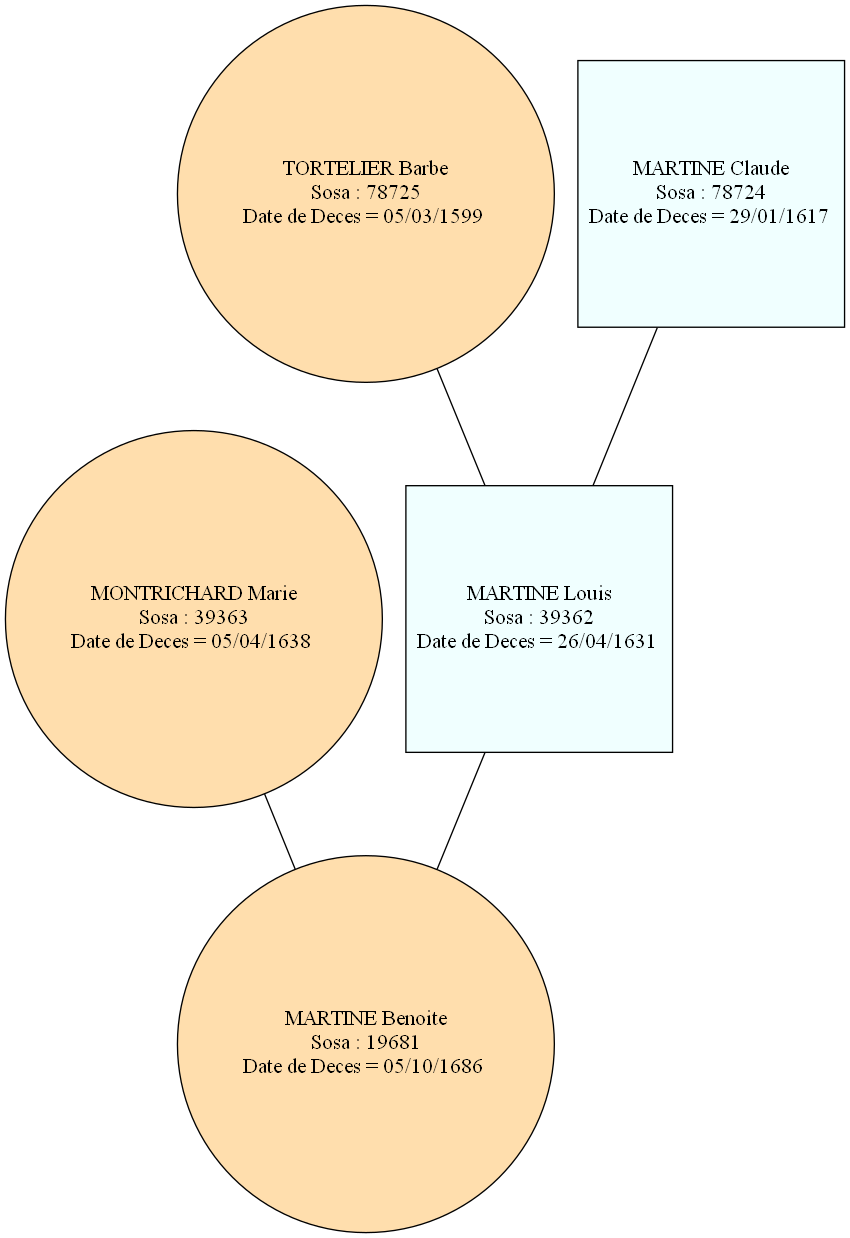 TORTELIER Barbe
Sosa : 78725
Date de Deces = 05/03/1599
MARTINE Claude
Sosa : 78724
Date de Deces = 29/01/1617
MONTRICHARD Marie
Sosa : 39363
Date de Deces = 05/04/1638
MARTINE Louis
Sosa : 39362
Date de Deces = 26/04/1631
MARTINE Benoite
Sosa : 19681
Date de Deces = 05/10/1686